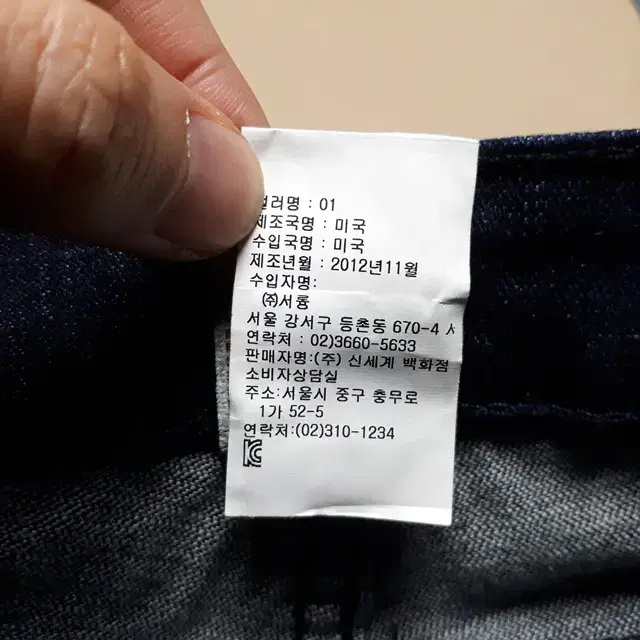 컬러명 : 01
제조국명 : 미국
수입국명 : 미국
제조년월 : 2012년11월
수입자명:
㈜서룡
서울 강서구 등촌동 670-4
연락처 : 02)3660-5633
판매자명:(주) 신세계 백화점
소비자상담실
주소:서울시 중구 충무로
1가 52-5
연락처:(02)310-1234